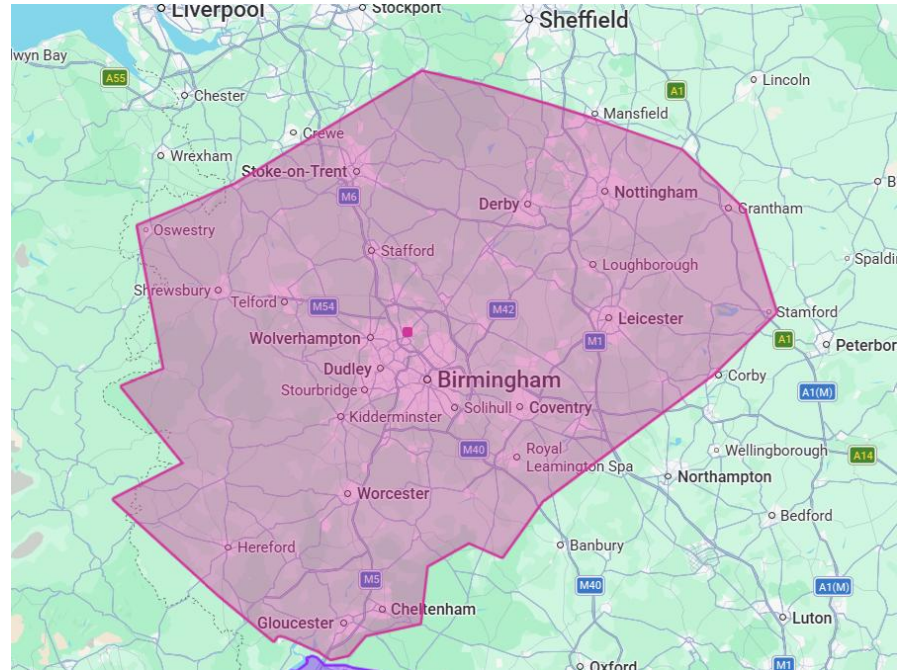 Liverpool
Stockport
Sheffield
lwyn Bay
A55
Chester
A1
Lincoln
Mansfield
Crewe
Wrexham
Stoke-on-Trent
M6
Nottingham
B
Derby
Grantham
Oswestry
Stafford
Loughborough
Spaldin
Shrewsbury
Telford
M54
M42
Leicester
Stamford
Wolverhampton
M1
A1
Peterbor
Dudley
Birmingham
Corby
Stourbridge
A1(M)
Kidderminster
Solihull
Coventry
M40
Royal
Leamington Spa
Wellingborough
A14
Northampton
Worcester
Bedford
Hereford
Banbury
M5
M40
A1(M)
Cheltenham
Gloucester
Luton
M1
Oxford